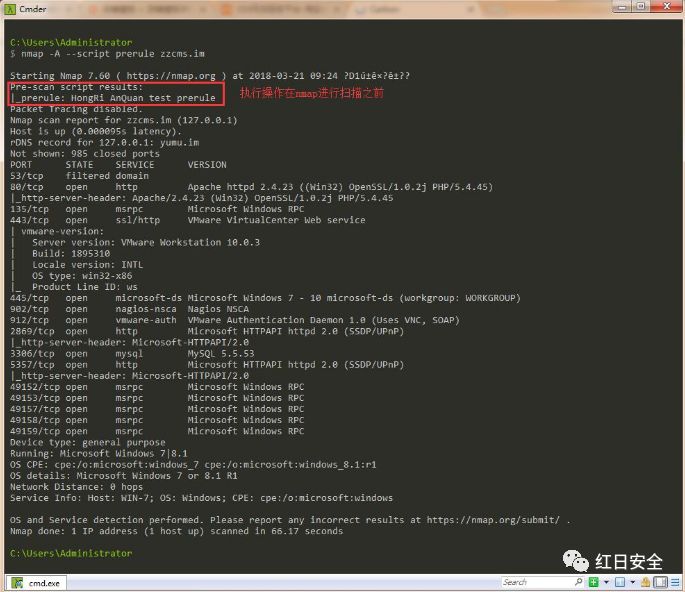 Cmder
C:\Users\Administrator
$ nmap -A --script prerule zzcms.im
Starting Nmap 7.60 ( https://nmap.org ) at 2018-03-21 09:24 ?D1ú±ê×?ê±??
Pre-scan script results:
|_prerule: HongRi AnQuan test prerule
执行操作在nmap进行扫描之前
Packet Tracing disabled.
Nmap scan report for zzcms.im (127.0.0.1)
Host is up (0.000095s latency).
rDNS record for 127.0.0.1: yumu.im
Not shown: 985 closed ports
PORT STATE SERVICE VERSION
53/tcp filtered domain
80/tcp open http Apache httpd 2.4.23 ((Win32) OpenSSL/1.0.2j PHP/5.4.45)
|_http-server-header: Apache/2.4.23 (Win32) OpenSSL/1.0.2j PHP/5.4.45
135/tcp open msrpc Microsoft Windows RPC
443/tcp open ssl/http VMware VirtualCenter Web service
| vmware-version:
| Server version: VMware Workstation 10.0.3
| Build: 1895310
| Locale version: INTL
| OS type: win32-x86
|_ Product Line ID: ws
445/tcp open microsoft-ds Microsoft Windows 7 - 10 microsoft-ds (workgroup: WORKGROUP)
902/tcp open nagios-nsca Nagios NSCA
912/tcp open vmware-auth VMware Authentication Daemon 1.0 (Uses VNC, SOAP)
2869/tcp open http Microsoft HTTPAPI httpd 2.0 (SSDP/UPnP)
|_http-server-header: Microsoft-HTTPAPI/2.0
3306/tcp open mysql MySQL 5.5.53
5357/tcp open http Microsoft HTTPAPI httpd 2.0 (SSDP/UPnP)
|_http-server-header: Microsoft-HTTPAPI/2.0
49152/tcp open msrpc Microsoft Windows RPC
49153/tcp open msrpc Microsoft Windows RPC
49157/tcp open msrpc Microsoft Windows RPC
49158/tcp open msrpc Microsoft Windows RPC
49159/tcp open msrpc Microsoft Windows RPC
Device type: general purpose
Running: Microsoft Windows 7|8.1
OS CPE: cpe:/o:microsoft:windows_7 cpe:/o:microsoft:windows_8.1:r1
OS details: Microsoft Windows 7 or 8.1 R1
Network Distance: 0 hops
Service Info: Host: WIN-7; OS: Windows; CPE: cpe:/o:microsoft:windows
OS and Service detection performed. Please report any incorrect results at https://nmap.org/submit/ .
Nmap done: 1 IP address (1 host up) scanned in 66.17 seconds
C:\Users\Administrator
红日安全
cmd.exe
Search